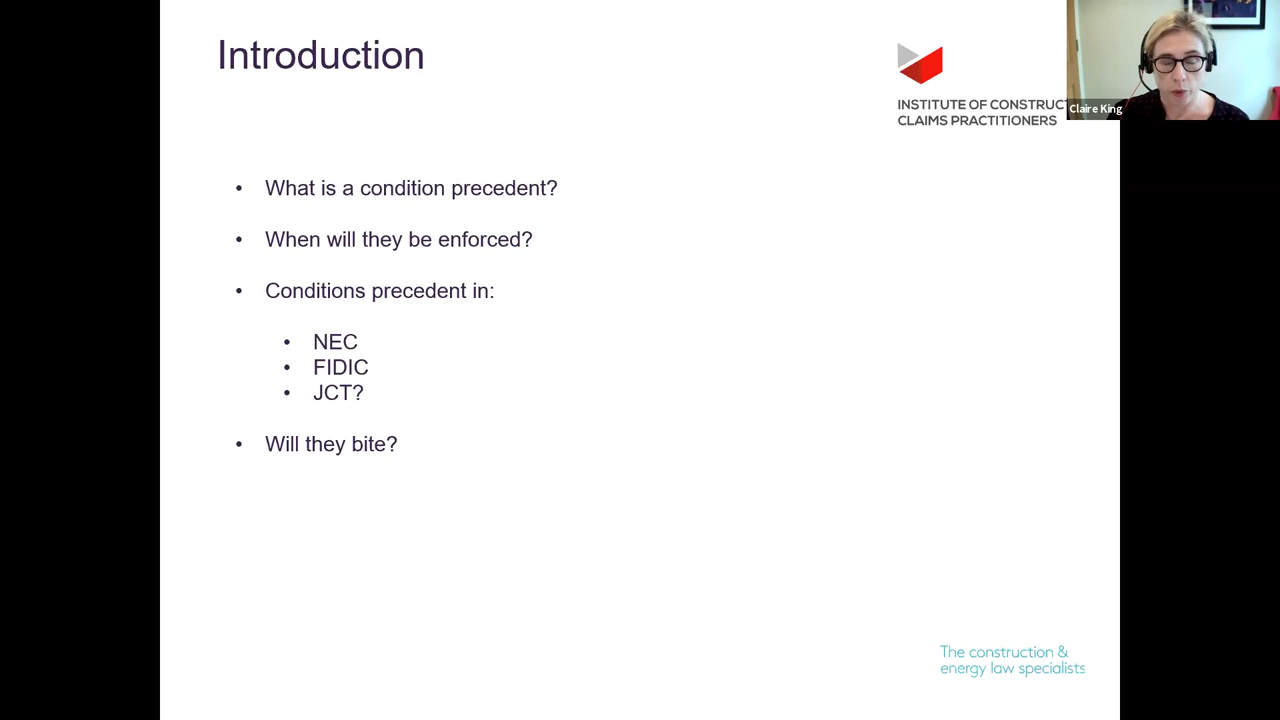 Introduction
INSTITUTE OF CONSTRUCT
CLAIMS PRACTITIONERS
Claire King
• What is a condition precedent?
• When will they be enforced?
• Conditions precedent in:
• NEC
• FIDIC
• JCT?
• Will they bite?
The construction &
energy law specialists